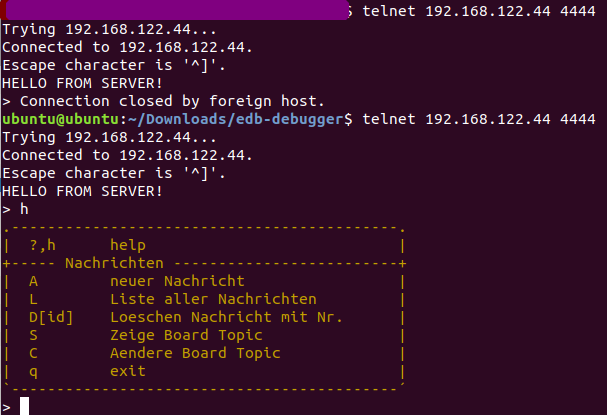 $ telnet 192.168.122.44 4444
Trying 192.168.122.44...
Connected to 192.168.122.44.
Escape character is '^]'.
HELLO FROM SERVER!
> Connection closed by foreign host.
ubuntu@ubuntu:~/Downloads/edb-debugger$ telnet 192.168.122.44 4444
Trying 192.168.122.44...
Connected to 192.168.122.44.
Escape character is '^]'.
HELLO FROM SERVER!
> h
.-------------------------------------------.
|  ?,h      help                            |
+----- Nachrichten -------------------------+
|  A        neuer Nachricht                 |
|  L        Liste aller Nachrichten         |
|  D[id]    Loeschen Nachricht mit Nr.      |
|  S        Zeige Board Topic               |
|  C        Aendere Board Topic             |
|  q        exit                            |
`-------------------------------------------´
>